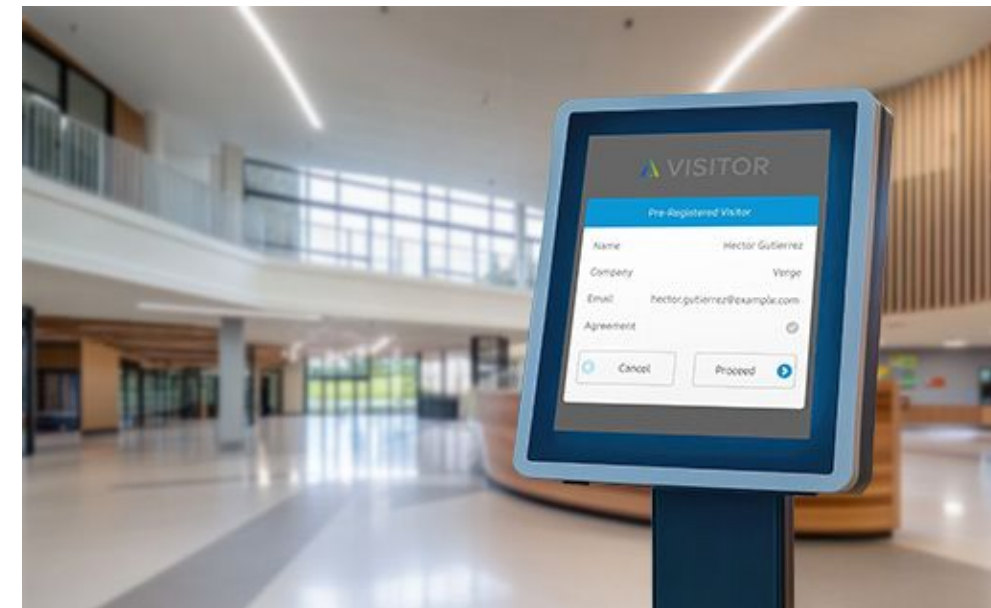 VISITOR
Pre-Registered Visitor
Name Hector Gutierrez
Company Verge
Email hector.gutierrez@example.com
Agreement
Cancel Proceed